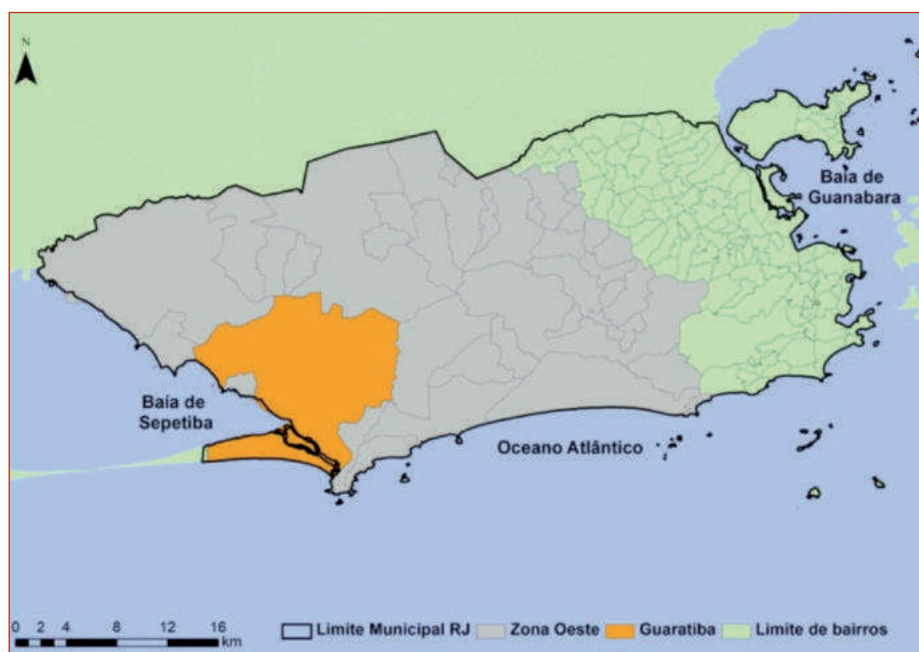 N
Baía de
Guanabara
Baía de
Sepetiba
Oceano Atlântico
0 2 4 8 12 16
km
Limite Municipal RJ Zona Oeste Guaratiba Limite de bairros